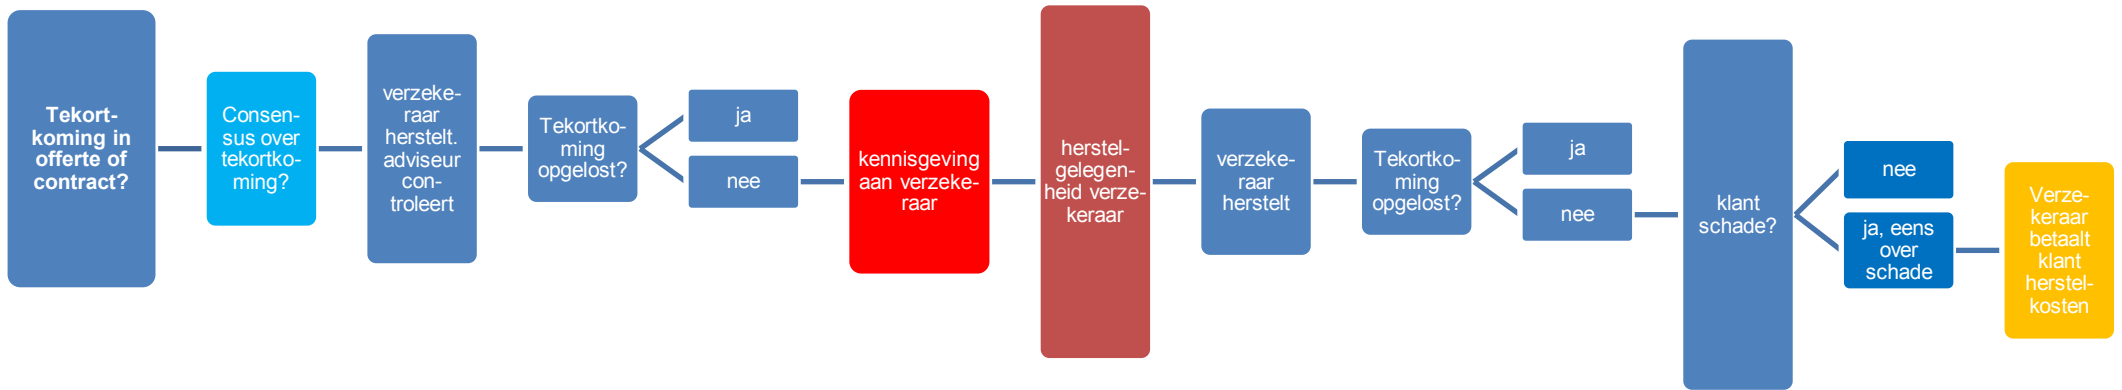 Tekort-
koming in
offerte of
contract?
Consen-
sus over
tekortko-
ming?
verzeke-
raar
herstelt.
adviseur
con-
troleert
Tekortko-
ming
opgelost?
ja
nee
kennisgeving
aan verzeke-
raar
herstel-
gelegen-
heid verze-
keraar
verzeke-
raar
herstelt
Tekortko-
ming
opgelost?
ja
nee
klant
schade?
nee
ja, eens
over
schade
Verze-
keraar
betaalt
klant
herstel-
kosten